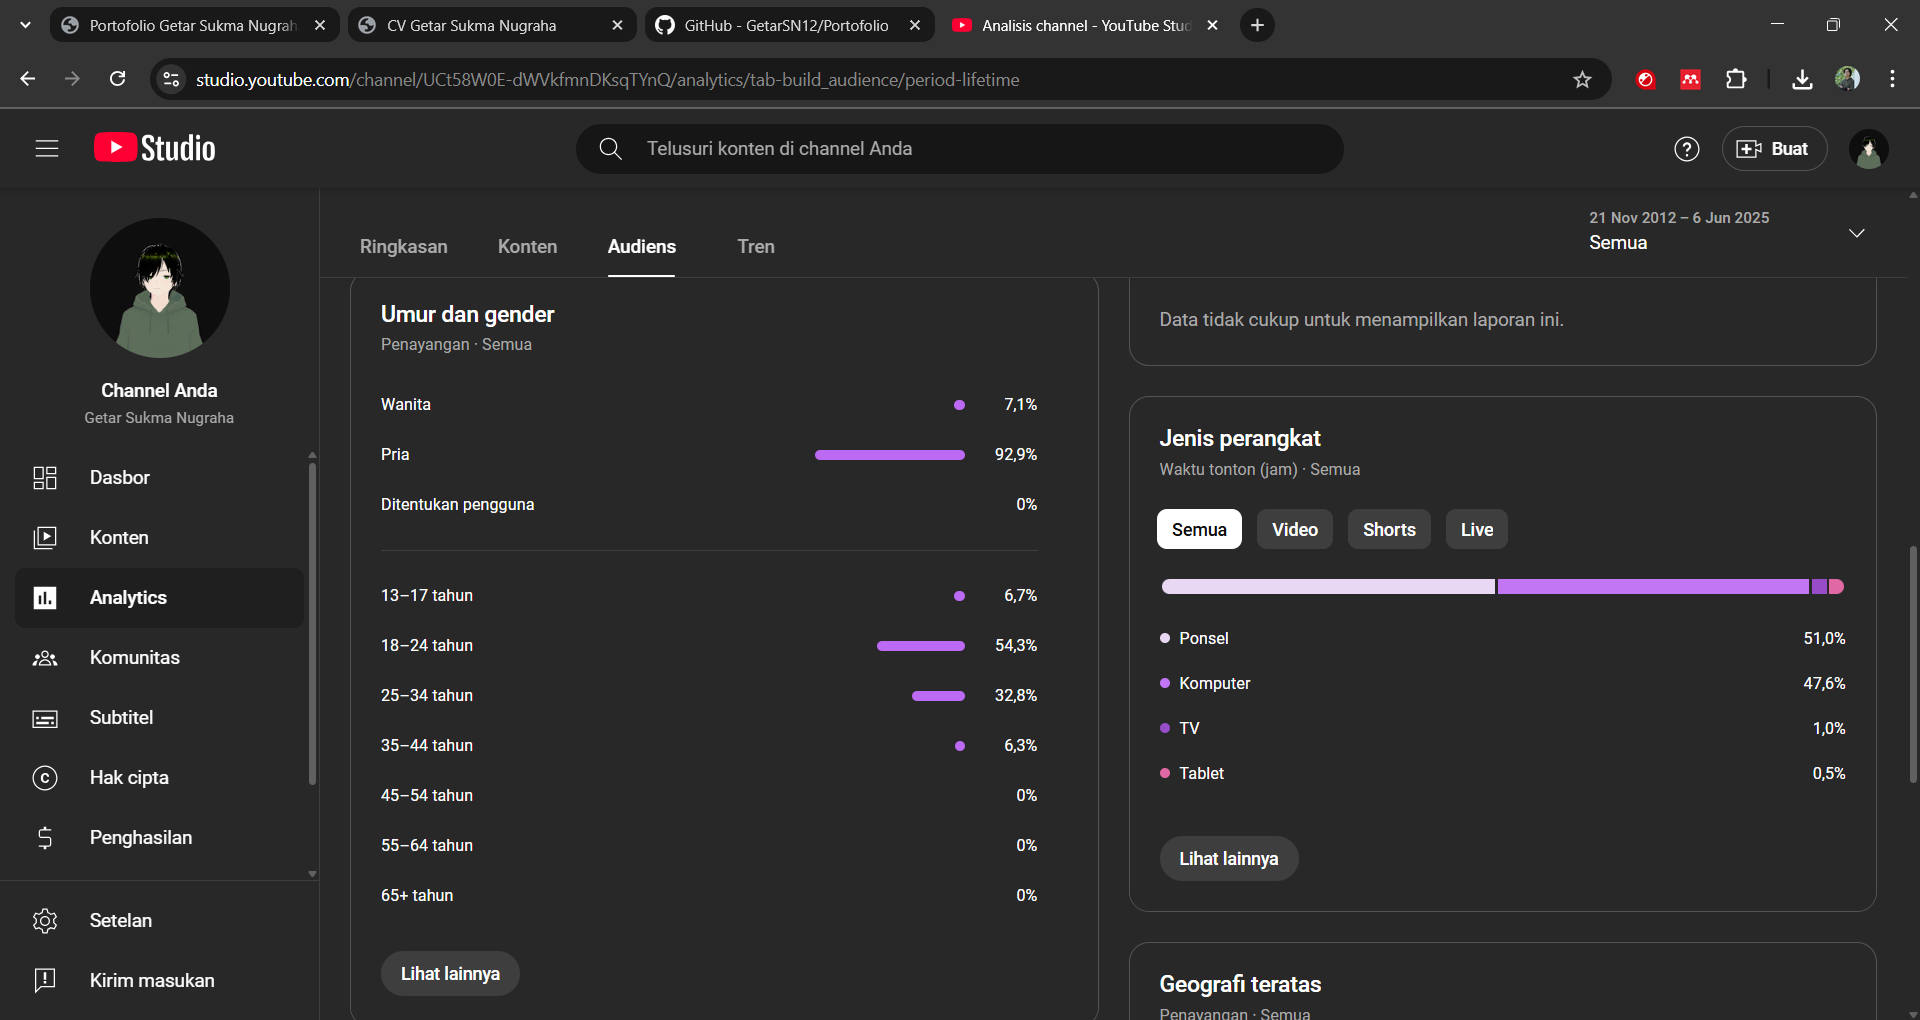 Portofolio Getar Sukma Nugrah
CV Getar Sukma Nugraha
GitHub - GetarSN12/Portofolio
Analisis channel - YouTube Stud
studio.youtube.com/channel/UCt58W0E-dWVkfmnDKsqTYnQ/analytics/tab-build_audience/period-lifetime
Studio
Telusuri konten di channel Anda
Buat
Channel Anda
Getar Sukma Nugraha
Dasbor
Konten
Analytics
Komunitas
Subtitel
Hak cipta
Penghasilan
Setelan
Kirim masukan
Ringkasan
Konten
Audiens
Tren
21 Nov 2012 – 6 Jun 2025
Semua
Umur dan gender
Penayangan · Semua
Wanita 7,1%
Pria 92,9%
Ditentukan pengguna 0%
13–17 tahun 6,7%
18–24 tahun 54,3%
25–34 tahun 32,8%
35–44 tahun 6,3%
45–54 tahun 0%
55–64 tahun 0%
65+ tahun 0%
Lihat lainnya
Data tidak cukup untuk menampilkan laporan ini.
Jenis perangkat
Waktu tonton (jam) · Semua
Semua Video Shorts Live
Ponsel 51,0%
Komputer 47,6%
TV 1,0%
Tablet 0,5%
Lihat lainnya
Geografi teratas
Penayangan · Semua